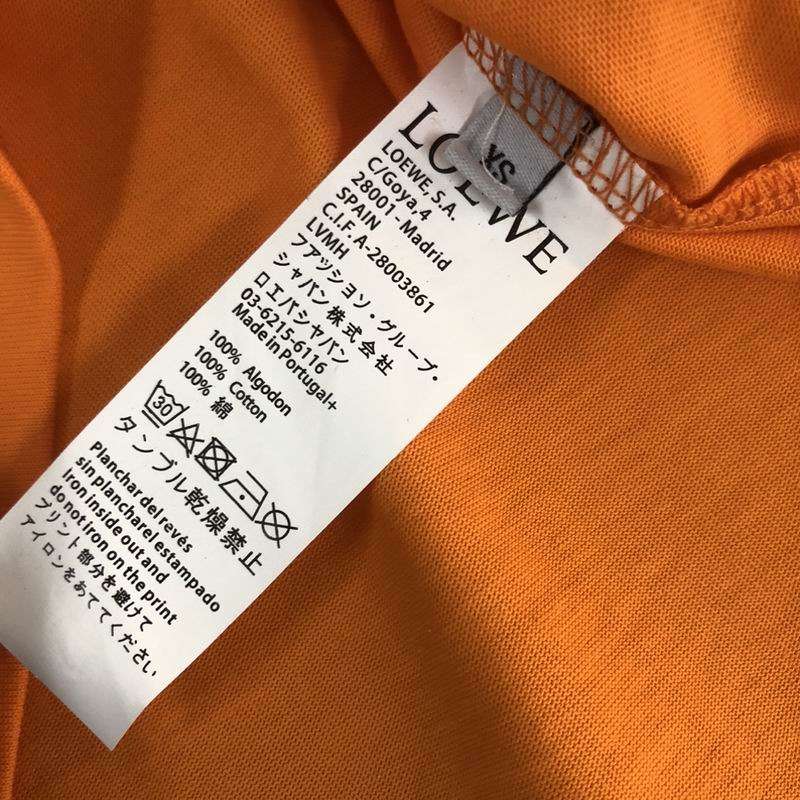 LOEWE
XS
LOEWE, S.A.
C/Goya, 4
28001 - Madrid
SPAIN
C.I.F. A-28003861
LVMH
ファッション・グループ・
シャパン株式会社
ロエパシャパン
03-6215-6116
Made in Portugal+
100% Algodon
100% Cotton
100% 綿
30
タンブル乾燥禁止
Planchar del revés
sin planchar el estampado
Iron inside out and
do not iron on the print
プリント部分を避けて
アイロンをあててください